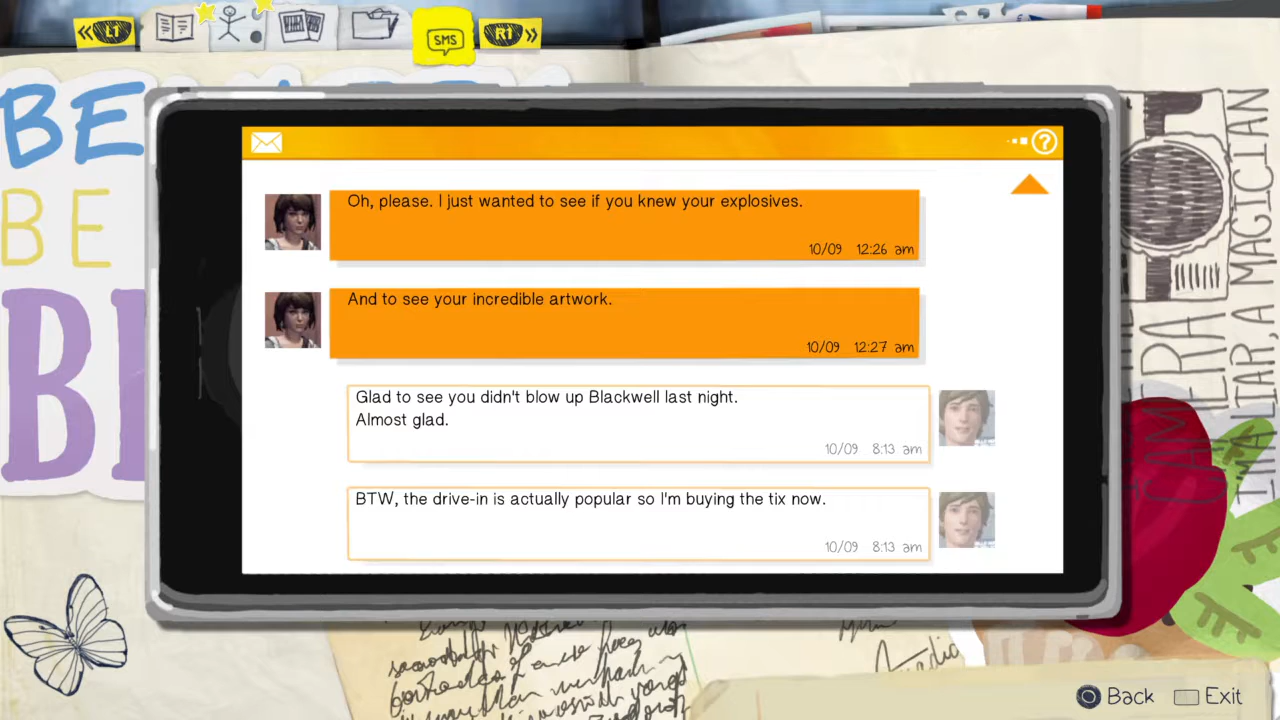 L1
SMS
R1
BE
BE
CAMERA
TAR, A MAGICIAN
Oh, please. I just wanted to see if you knew your explosives.
10/09 12:26 am
And to see your incredible artwork.
10/09 12:27 am
Glad to see you didn't blow up Blackwell last night.
Almost glad.
10/09 8:13 am
BTW, the drive-in is actually popular so I'm buying the tix now.
10/09 8:13 am
Back
Exit